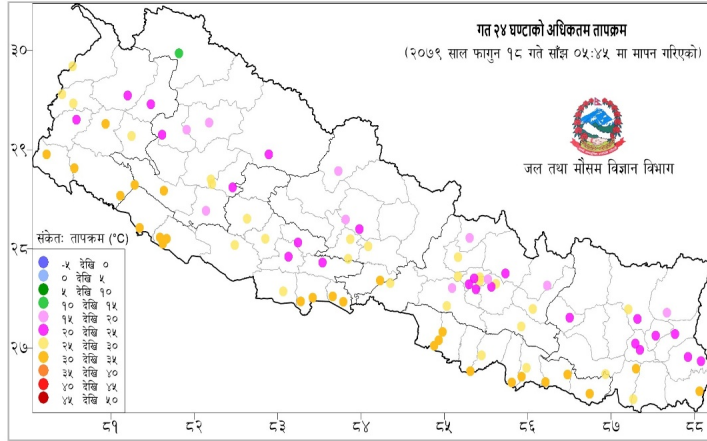 गत २४ घण्टाको अधिकतम तापक्रम
(२०७९ साल फागुन १८ गते साँझ ०५:४५ मा मापन गरिएको)
जल तथा मौसम विज्ञान विभाग
३०
२९
२८
२७
संकेतः तापक्रम (°C)
-५ देखि ०
० देखि ५
५ देखि १०
१० देखि १५
१५ देखि २०
२० देखि २५
२५ देखि ३०
३० देखि ३५
३५ देखि ४०
४० देखि ४५
४५ देखि ५०
८१ ८२ ८३ ८४ ८५ ८६ ८७ ८८